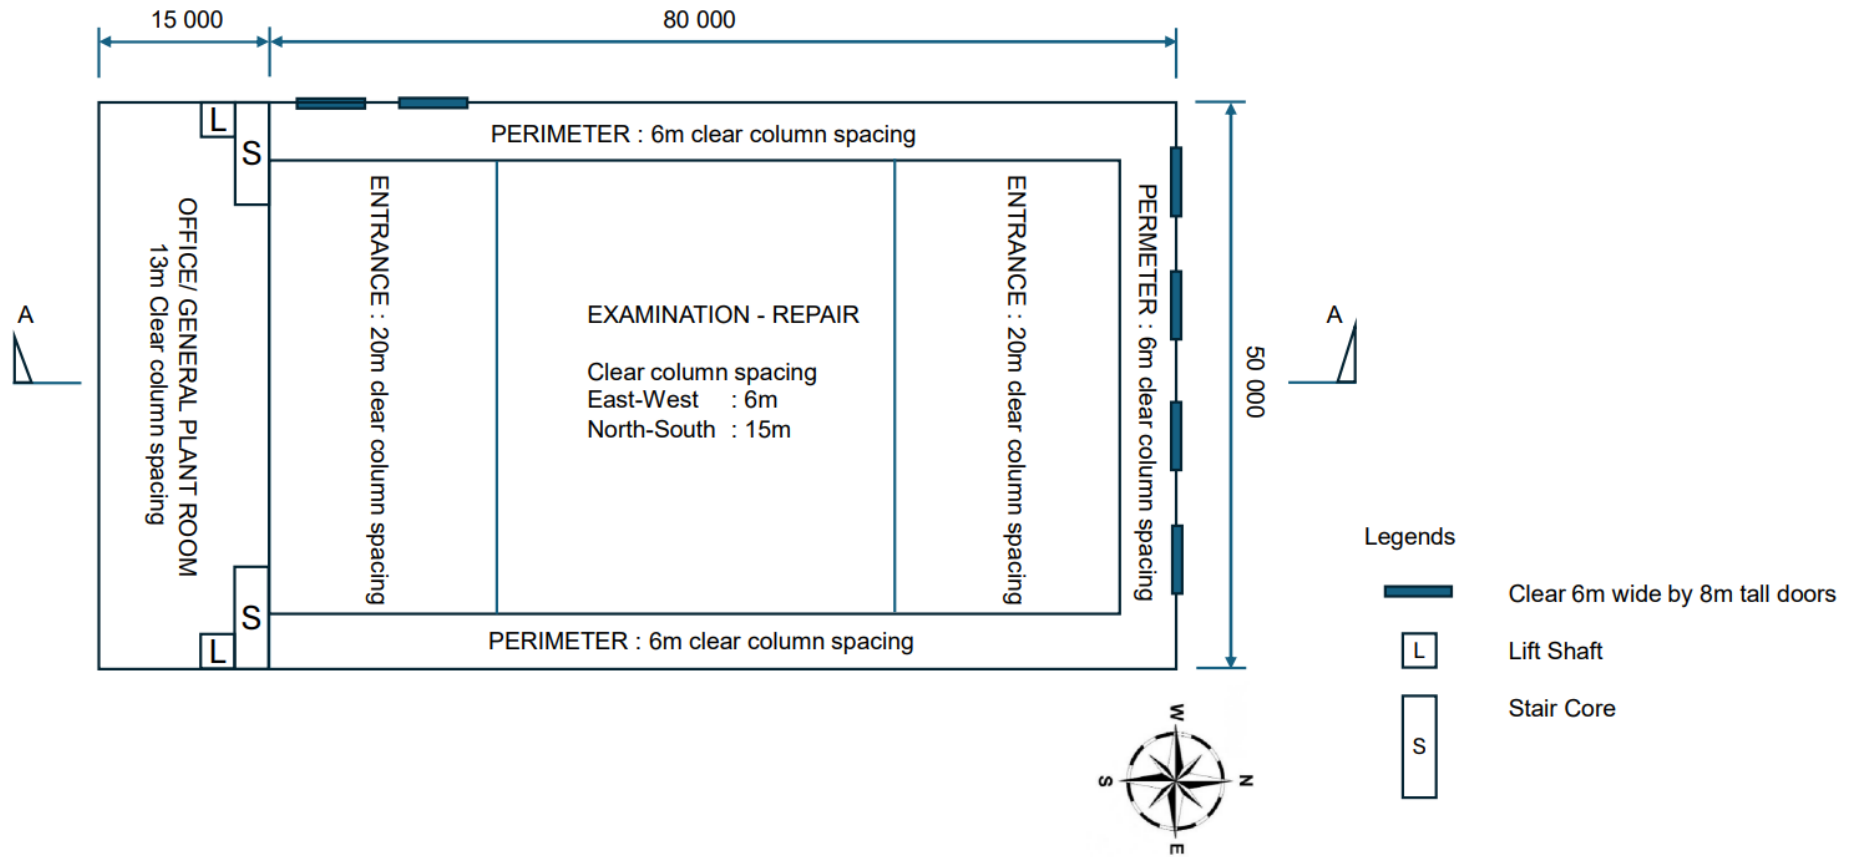 15 000
80 000
L
S
PERIMETER : 6m clear column spacing
OFFICE/ GENERAL PLANT ROOM
13m Clear column spacing
ENTRANCE : 20m clear column spacing
EXAMINATION - REPAIR
Clear column spacing
East-West : 6m
North-South : 15m
ENTRANCE : 20m clear column spacing
PERMETER : 6m clear column spacing
50 000
A
A
S
L
PERIMETER : 6m clear column spacing
Legends
Clear 6m wide by 8m tall doors
L
Lift Shaft
S
Stair Core
W
S
N
E